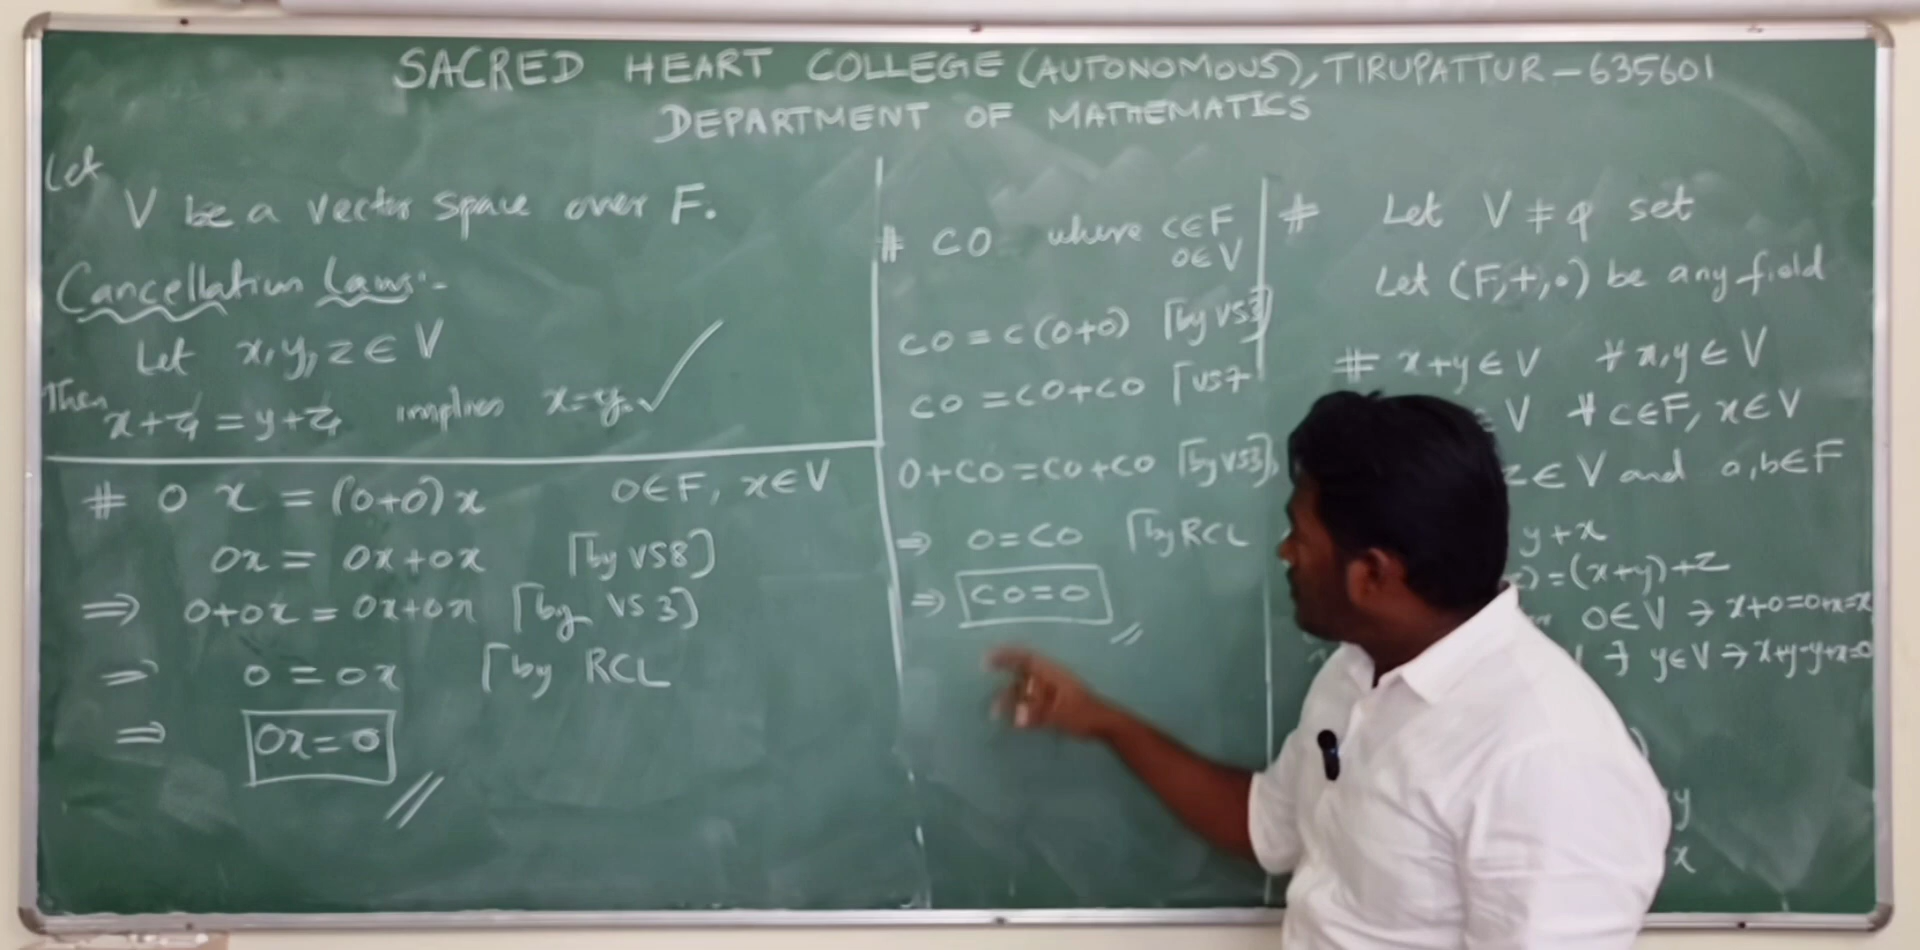 SACRED HEART COLLEGE (AUTONOMOUS), TIRUPATTUR - 635601
DEPARTMENT OF MATHEMATICS
Let
V be a vector space over F.
Cancellation Laws:-
Let x, y, z ∈ V
Then
x+z = y+z implies x=y. ✓
# 0 x = (0+0)x 0∈F, x∈V
0x = 0x+0x [by VS8]
⇒ 0+0x = 0x+0x [by VS 3]
⇒ 0 = 0x [by RCL
⇒ 0x=0
# C0 where c∈F
0∈V
C0 = c(0+0) [by VS3]
C0 = C0+C0 [VS7
0+C0 = C0+C0 [by VS3]
⇒ 0=C0 [by RCL
⇒ C0=0
# Let V ≠ φ set
Let (F,+,·) be any field
# x+y ∈ V ∀ x,y ∈ V
∈ V ∀ c∈F, x∈V
z∈V and a,b∈F
y+x
) = (x+y)+z
0∈V ∋ x+0=0+x=x
∃ y∈V ∋ x+y=y+x=0
)
y
x